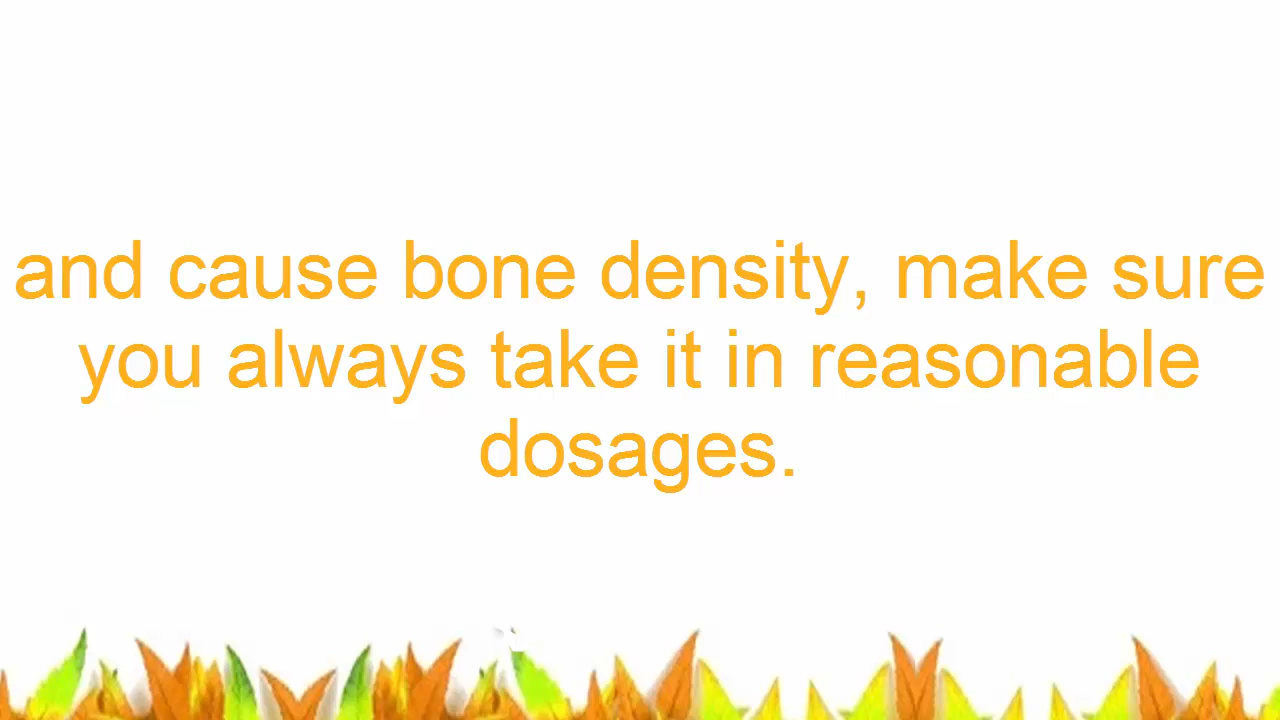 and cause bone density, make sure
you always take it in reasonable
dosages.